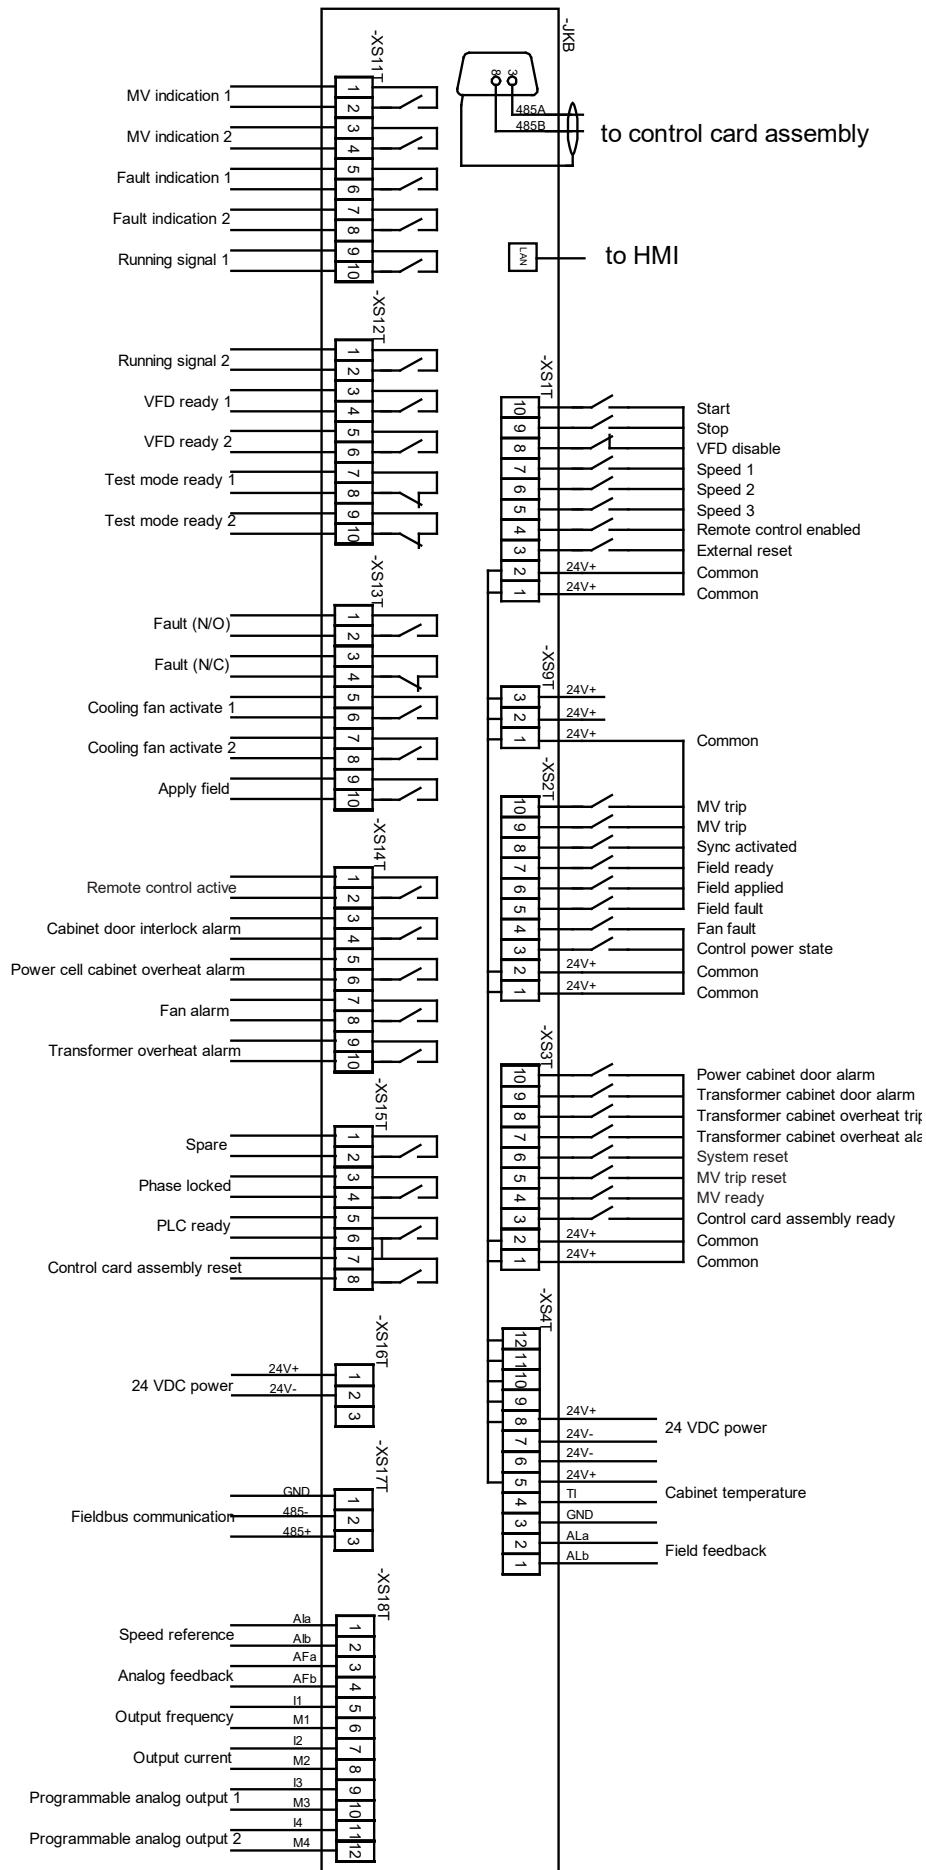 -JKB
8 3
485A
485B
to control card assembly
LAN
to HMI
-XS11T
MV indication 1
1
2
MV indication 2
3
4
Fault indication 1
5
6
Fault indication 2
7
8
Running signal 1
9
10
-XS12T
Running signal 2
1
2
VFD ready 1
3
4
VFD ready 2
5
6
Test mode ready 1
7
8
Test mode ready 2
9
10
-XS13T
Fault (N/O)
1
2
Fault (N/C)
3
4
Cooling fan activate 1
5
6
Cooling fan activate 2
7
8
Apply field
9
10
-XS14T
Remote control active
1
2
Cabinet door interlock alarm
3
4
Power cell cabinet overheat alarm
5
6
Fan alarm
7
8
Transformer overheat alarm
9
10
-XS15T
Spare
1
2
Phase locked
3
4
PLC ready
5
6
Control card assembly reset
7
8
-XS16T
24 VDC power
24V+ 1
24V- 2
3
-XS17T
Fieldbus communication
GND 1
485- 2
485+ 3
-XS18T
Speed reference
AIa 1
AIb 2
Analog feedback
AFa 3
AFb 4
Output frequency
I1 5
M1 6
Output current
I2 7
M2 8
Programmable analog output 1
I3 9
M3 10
Programmable analog output 2
I4 11
M4 12
-XS1T
10 Start
9 Stop
8 VFD disable
7 Speed 1
6 Speed 2
5 Speed 3
4 Remote control enabled
3 External reset
2 24V+ Common
1 24V+ Common
-XS9T
3 24V+
2 24V+
1 24V+ Common
-XS2T
10 MV trip
9 MV trip
8 Sync activated
7 Field ready
6 Field applied
5 Field fault
4 Fan fault
3 Control power state
2 24V+ Common
1 24V+ Common
-XS3T
10 Power cabinet door alarm
9 Transformer cabinet door alarm
8 Transformer cabinet overheat trip
7 Transformer cabinet overheat ala
6 System reset
5 MV trip reset
4 MV ready
3 Control card assembly ready
2 24V+ Common
1 24V+ Common
-XS4T
12
11
10
9
8 24V+
24 VDC power
7 24V-
6 24V-
5 24V+
Cabinet temperature
4 TI
3 GND
2 ALa
Field feedback
1 ALb